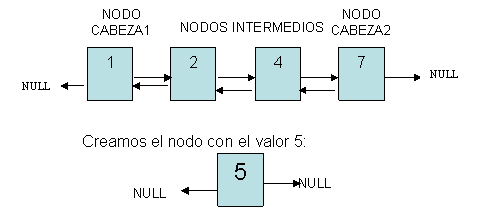 NODO
CABEZA1
NODOS INTERMEDIOS
NODO
CABEZA2
1
2
4
7
NULL
NULL
Creamos el nodo con el valor 5:
5
NULL
NULL